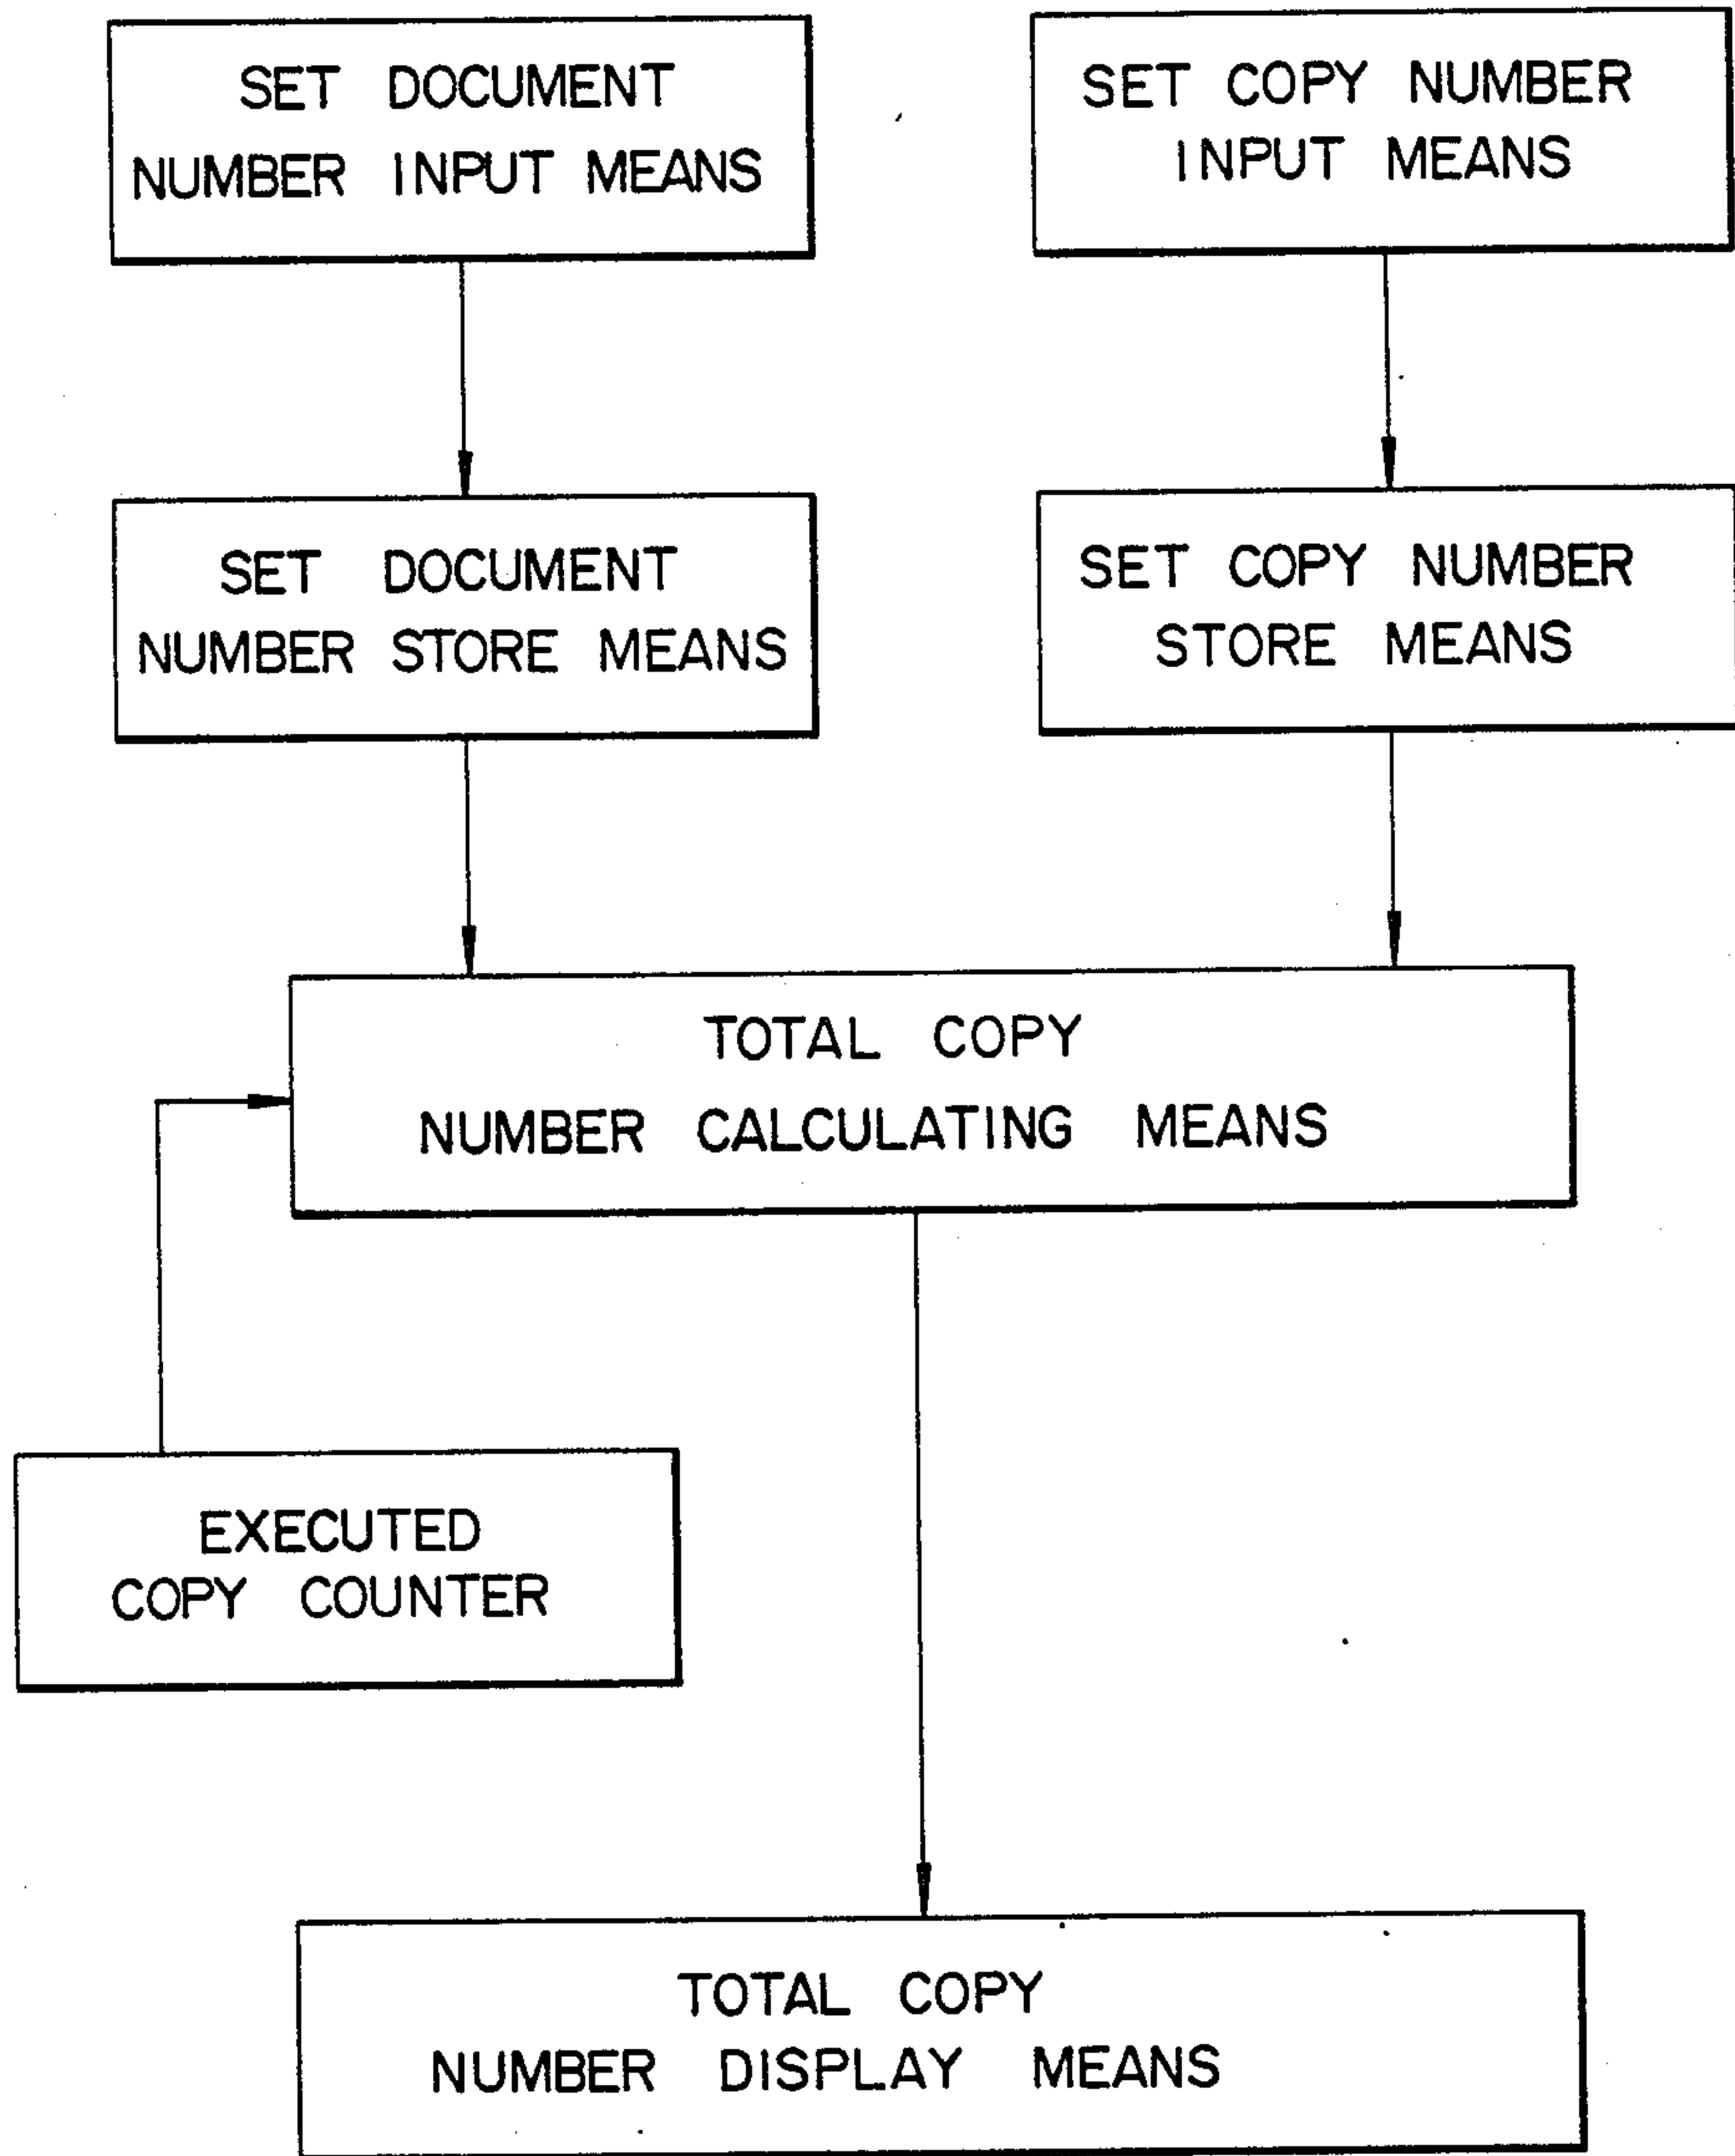 SET DOCUMENT
NUMBER INPUT MEANS
SET COPY NUMBER
INPUT MEANS
SET DOCUMENT
NUMBER STORE MEANS
SET COPY NUMBER
STORE MEANS
TOTAL COPY
NUMBER CALCULATING MEANS
EXECUTED
COPY COUNTER
TOTAL COPY
NUMBER DISPLAY MEANS